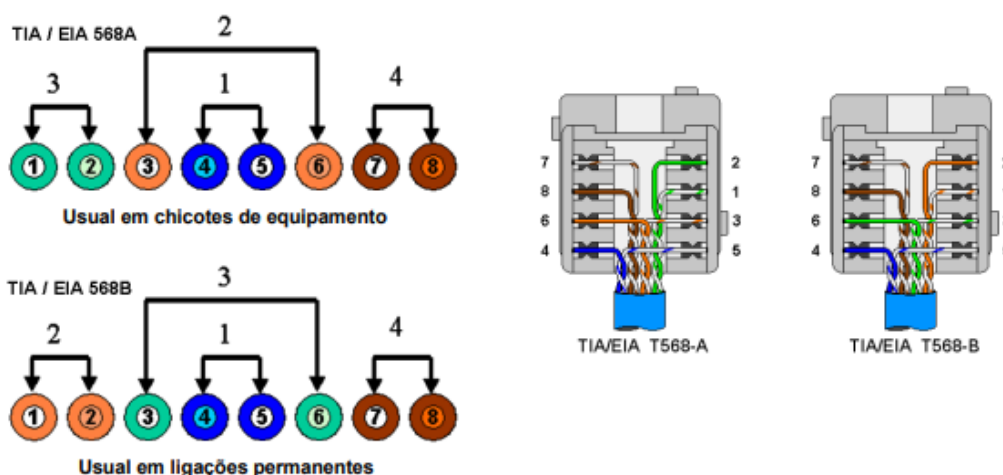 TIA / EIA 568A
2
3
1
4
1 2 3 4 5 6 7 8
Usual em chicotes de equipamento
TIA / EIA 568B
3
2
1
4
1 2 3 4 5 6 7 8
Usual em ligações permanentes
7 2
8 1
6 3
4 5
TIA/EIA T568-A
7
8
6
4
TIA/EIA T568-B